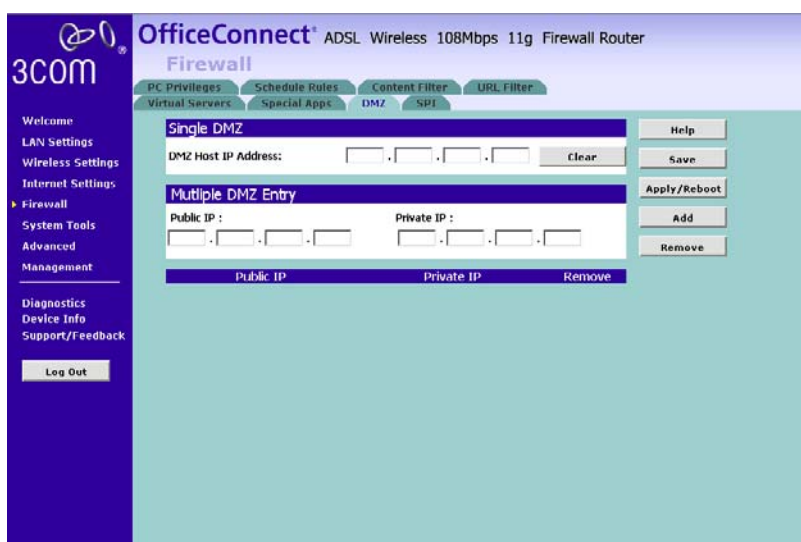 3COM
OfficeConnect ADSL Wireless 108Mbps 11g Firewall Router
Firewall
PC Privileges Schedule Rules Content Filter URL Filter
Virtual Servers Special Apps DMZ SPI
Welcome
LAN Settings
Wireless Settings
Internet Settings
Firewall
System Tools
Advanced
Management
Diagnostics
Device Info
Support/Feedback
Log Out
Single DMZ
DMZ Host IP Address: . . . Clear
Mutliple DMZ Entry
Public IP : Private IP :
. . . . . .
Public IP Private IP Remove
Help
Save
Apply/Reboot
Add
Remove